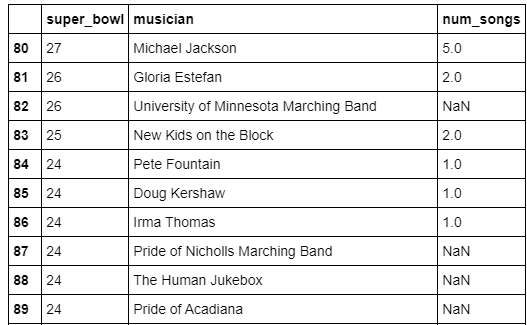 super_bowl musician num_songs
80 27 Michael Jackson 5.0
81 26 Gloria Estefan 2.0
82 26 University of Minnesota Marching Band NaN
83 25 New Kids on the Block 2.0
84 24 Pete Fountain 1.0
85 24 Doug Kershaw 1.0
86 24 Irma Thomas 1.0
87 24 Pride of Nicholls Marching Band NaN
88 24 The Human Jukebox NaN
89 24 Pride of Acadiana NaN